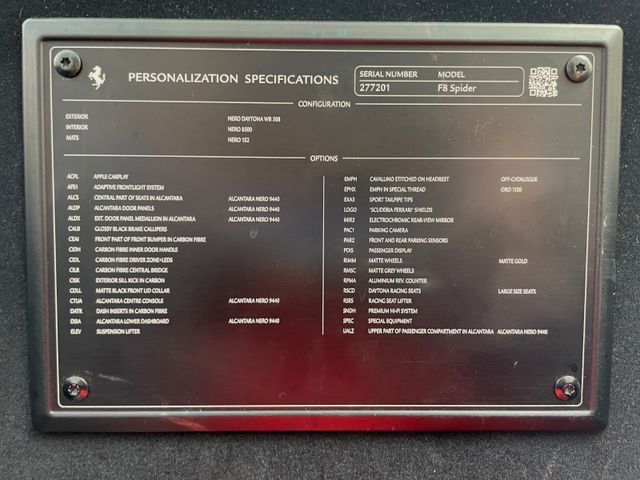 PERSONALIZATION SPECIFICATIONS
SERIAL NUMBER MODEL
277201 F8 Spider
CONFIGURATION
EXTERIOR NERO DAYTONA WB 508
INTERIOR NERO 8500
MATS NERO 152
OPTIONS
ACPL APPLE CARPLAY
AFS1 ADAPTIVE FRONTLIGHT SYSTEM
ALCS CENTRAL PART OF SEATS IN ALCANTARA ALCANTARA NERO 9440
ALDP ALCANTARA DOOR PANELS ALCANTARA NERO 9440
ALDX EXT. DOOR PANEL MEDALLION IN ALCANTARA ALCANTARA NERO 9440
CALB GLOSSY BLACK BRAKE CALLIPERS
CEAI FRONT PART OF FRONT BUMPER IN CARBON FIBRE
CIDH CARBON FIBRE INNER DOOR HANDLE
CIDL CARBON FIBRE DRIVER ZONE+LEDS
CILR CARBON FIBRE CENTRAL BRIDGE
CISK EXTERIOR SILL KICK IN CARBON
COLL MATTE BLACK FRONT LID COLLAR
CTUA ALCANTARA CENTRE CONSOLE ALCANTARA NERO 9440
DATR DASH INSERTS IN CARBON FIBRE
DSIA ALCANTARA LOWER DASHBOARD ALCANTARA NERO 9440
ELEV SUSPENSION LIFTER
EMPH CAVALLINO STITCHED ON HEADREST OFF-CATALOGUE
EPHX EMPH IN SPECIAL THREAD ORO 1130
EXA3 SPORT TAILPIPE TIPS
LOGO "SCUDERIA FERRARI" SHIELDS
MIR3 ELECTROCHROMIC REAR-VIEW MIRROR
PAC1 PARKING CAMERA
PAR2 FRONT AND REAR PARKING SENSORS
PDIS PASSENGER DISPLAY
RIMM MATTE WHEELS MATTE GOLD
RMSC MATTE GREY WHEELS
RPMA ALUMINIUM REV. COUNTER
RSCD DAYTONA RACING SEATS LARGE SIZE SEATS
RSES RACING SEAT LIFTER
SNDH PREMIUM HI-FI SYSTEM
SPEC SPECIAL EQUIPMENT
UALZ UPPER PART OF PASSENGER COMPARTMENT IN ALCANTARA ALCANTARA NERO 9440